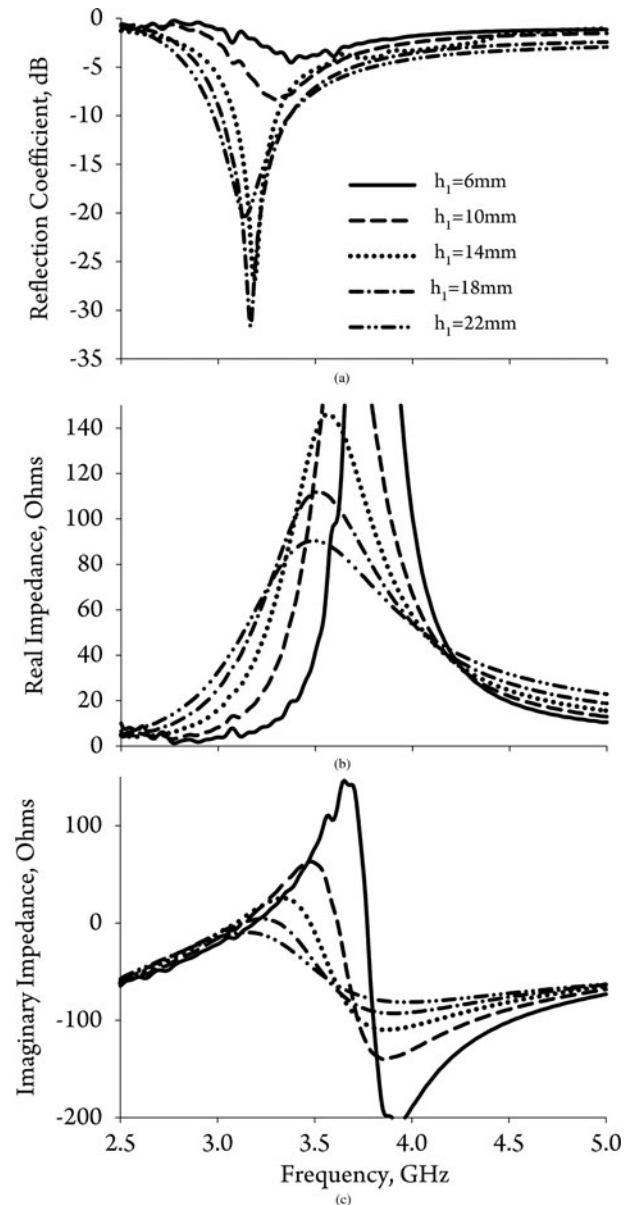 0
-5
-10
-15
-20
-25
-30
-35
Reflection Coefficient, dB
h1=6mm
h1=10mm
h1=14mm
h1=18mm
h1=22mm
(a)
140
120
100
80
60
40
20
0
Real Impedance, Ohms
(b)
100
0
-100
-200
Imaginary Impedance, Ohms
2.5 3.0 3.5 4.0 4.5 5.0
Frequency, GHz
(c)